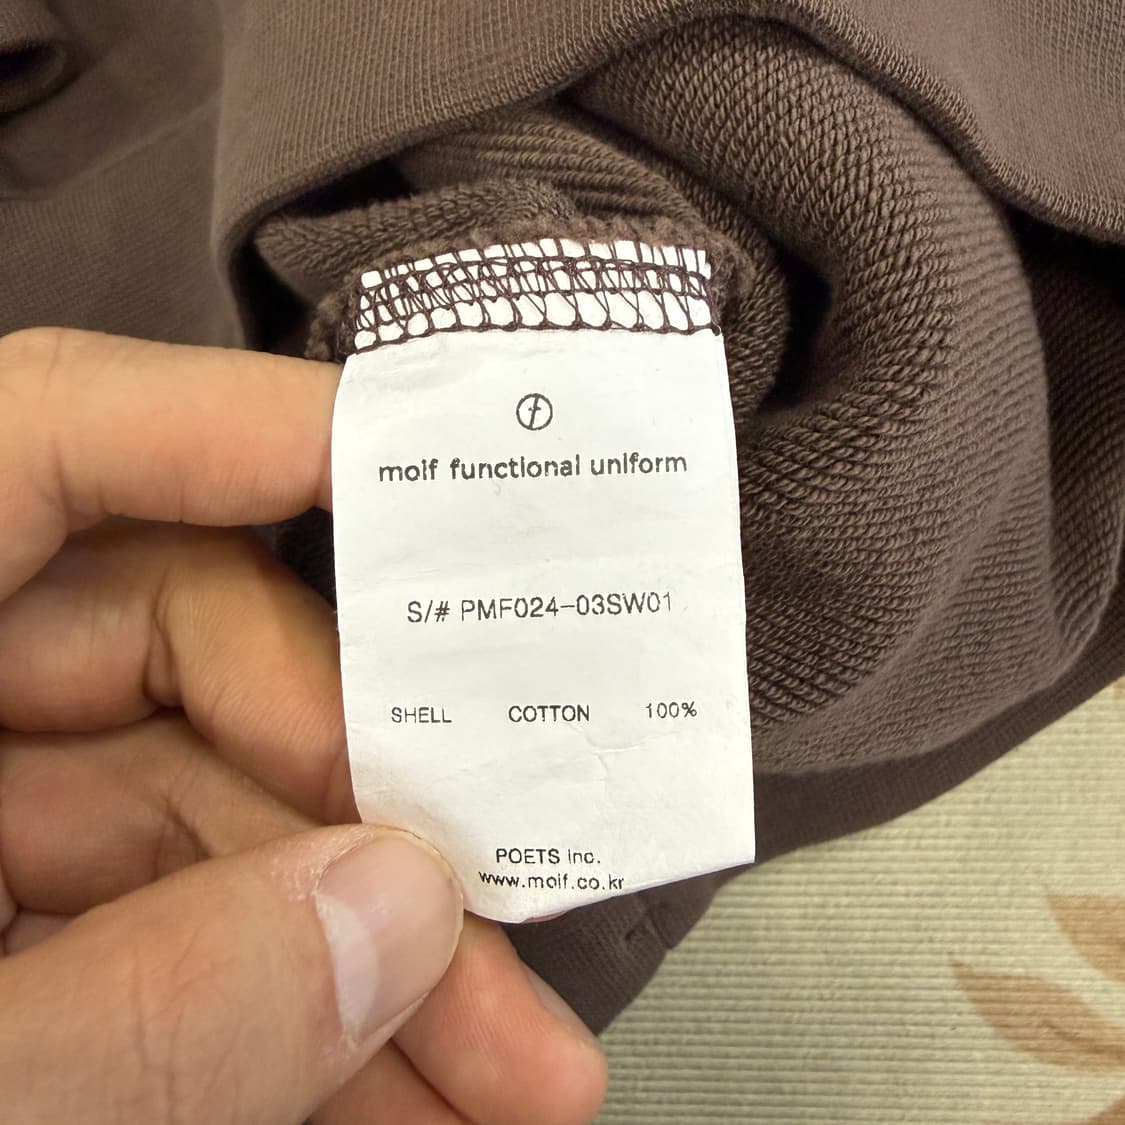 moif functional uniform
S/# PMF024-03SW01
SHELL COTTON 100%
POETS inc.
www.moif.co.kr